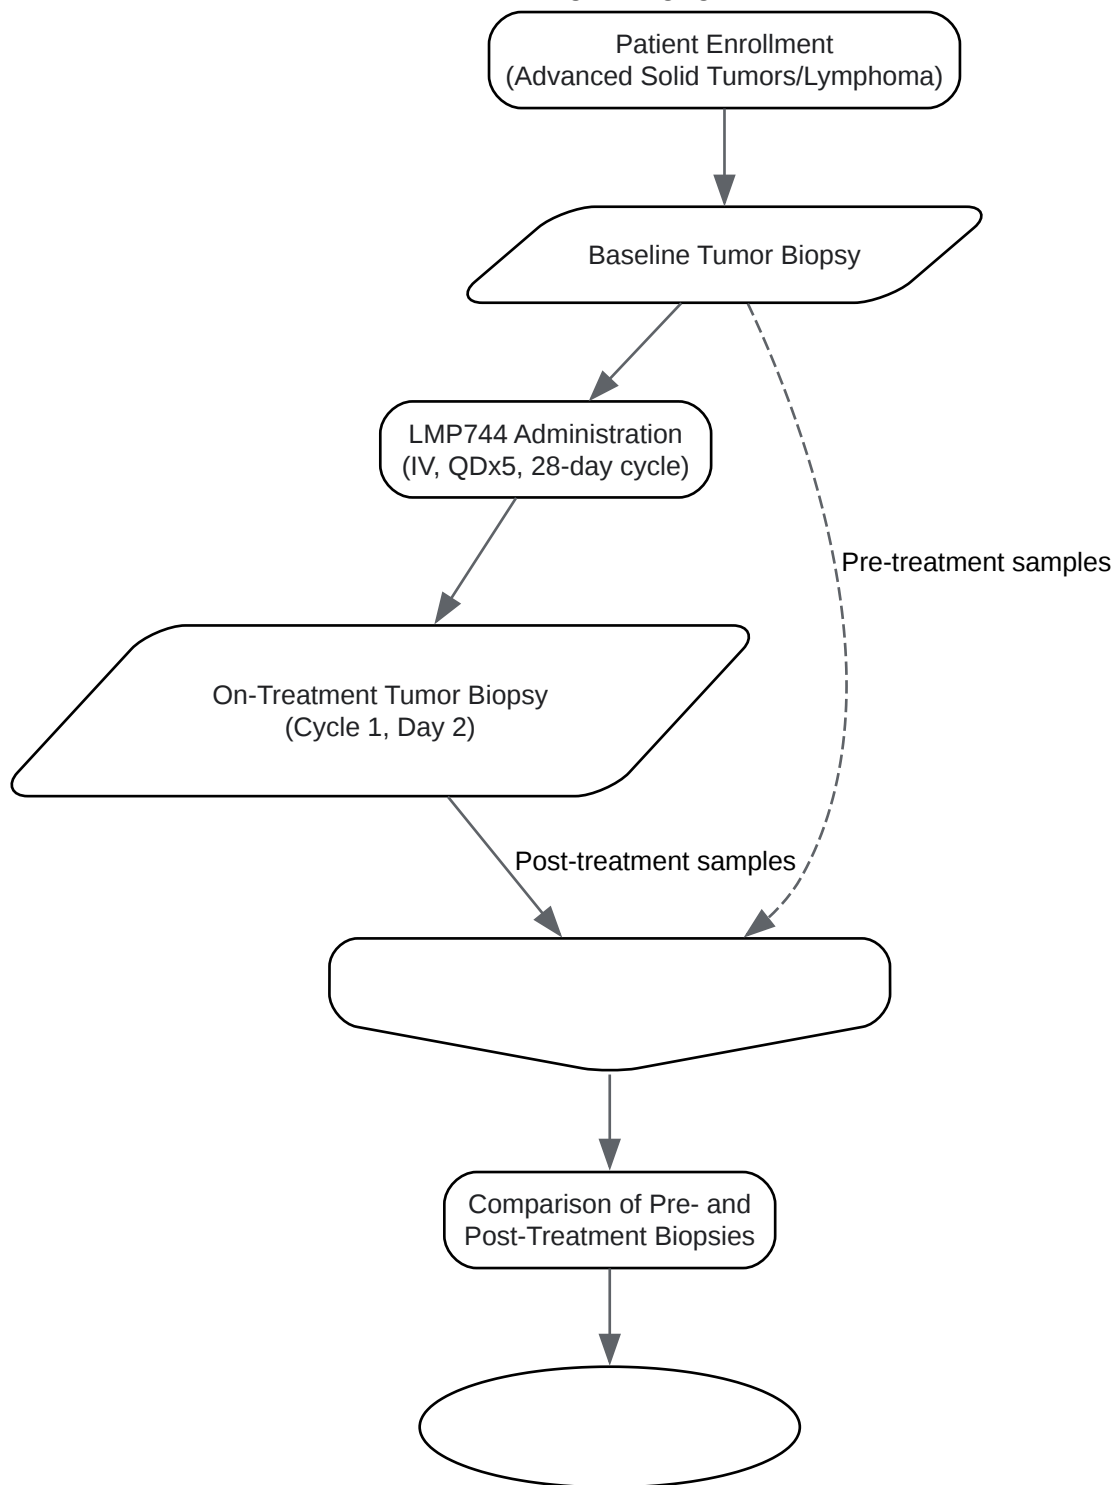 Patient Enrollment
(Advanced Solid Tumors/Lymphoma)
Baseline Tumor Biopsy
LMP744 Administration
(IV, QDx5, 28-day cycle)
Pre-treatment samples
On-Treatment Tumor Biopsy
(Cycle 1, Day 2)
Post-treatment samples
Comparison of Pre- and
Post-Treatment Biopsies